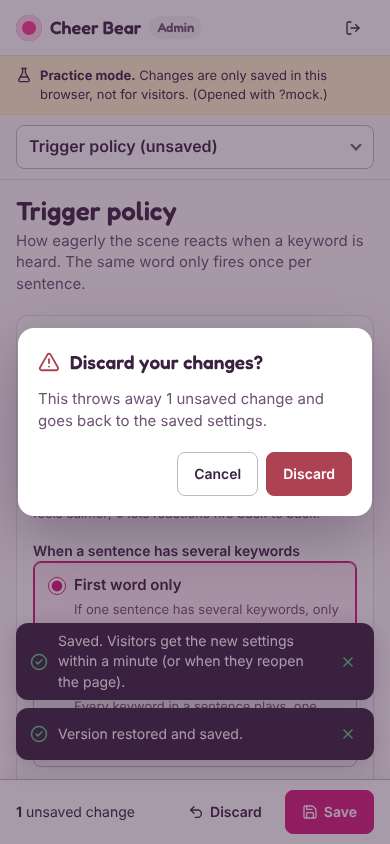 Cheer Bear Admin
Practice mode. Changes are only saved in this
browser, not for visitors. (Opened with ?mock.)
Trigger policy (unsaved)
Trigger policy
How eagerly the scene reacts when a keyword is
heard. The same word only fires once per
sentence.
Discard your changes?
This throws away 1 unsaved change and
goes back to the saved settings.
Cancel Discard
When a sentence has several keywords
First word only
If one sentence has several keywords, only
Saved. Visitors get the new settings
within a minute (or when they reopen
the page).
Every keyword in a sentence plays, one
Version restored and saved.
1 unsaved change Discard Save